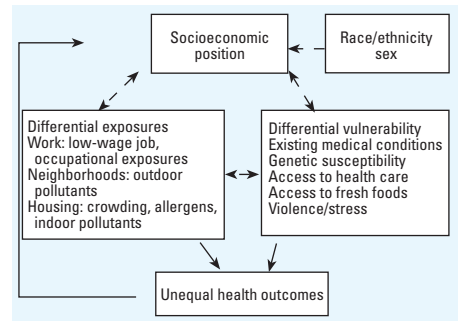 Socioeconomic
position
Race/ethnicity
sex
Differential exposures
Work: low-wage job,
occupational exposures
Neighborhoods: outdoor
pollutants
Housing: crowding, allergens,
indoor pollutants
Differential vulnerability
Existing medical conditions
Genetic susceptibility
Access to health care
Access to fresh foods
Violence/stress
Unequal health outcomes